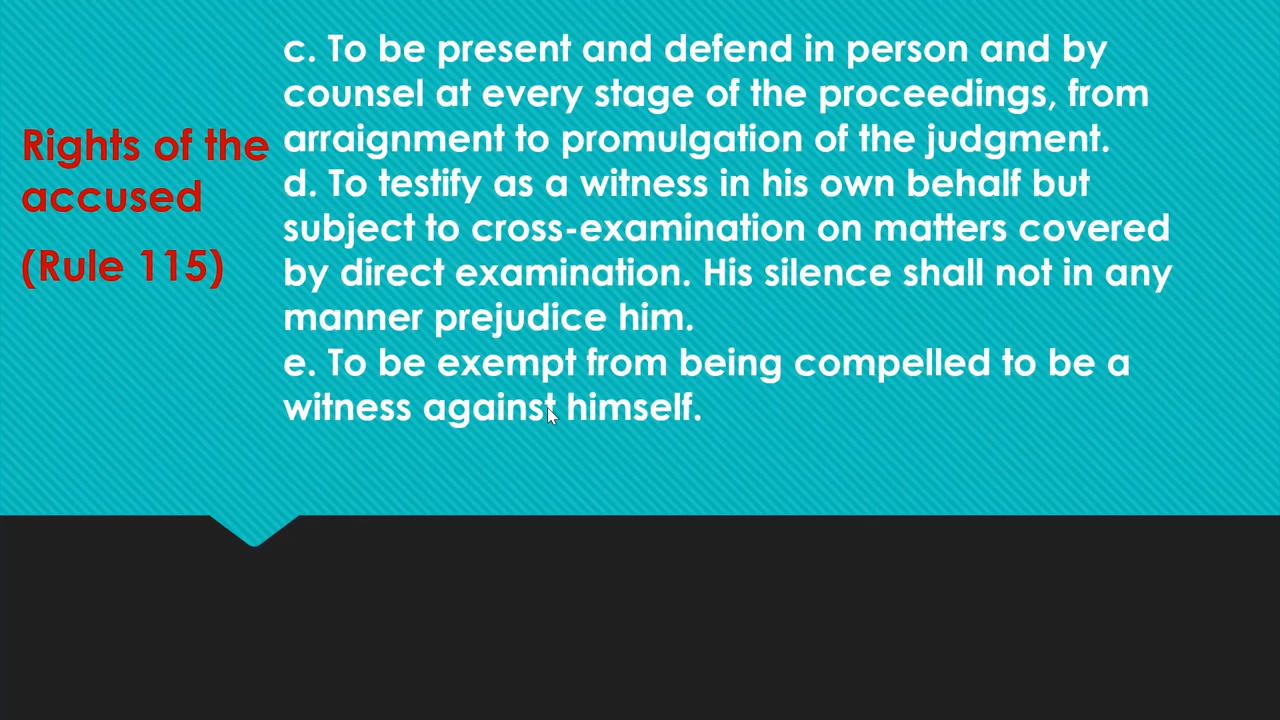 Rights of the
accused
(Rule 115)
c. To be present and defend in person and by
counsel at every stage of the proceedings, from
arraignment to promulgation of the judgment.
d. To testify as a witness in his own behalf but
subject to cross-examination on matters covered
by direct examination. His silence shall not in any
manner prejudice him.
e. To be exempt from being compelled to be a
witness against himself.